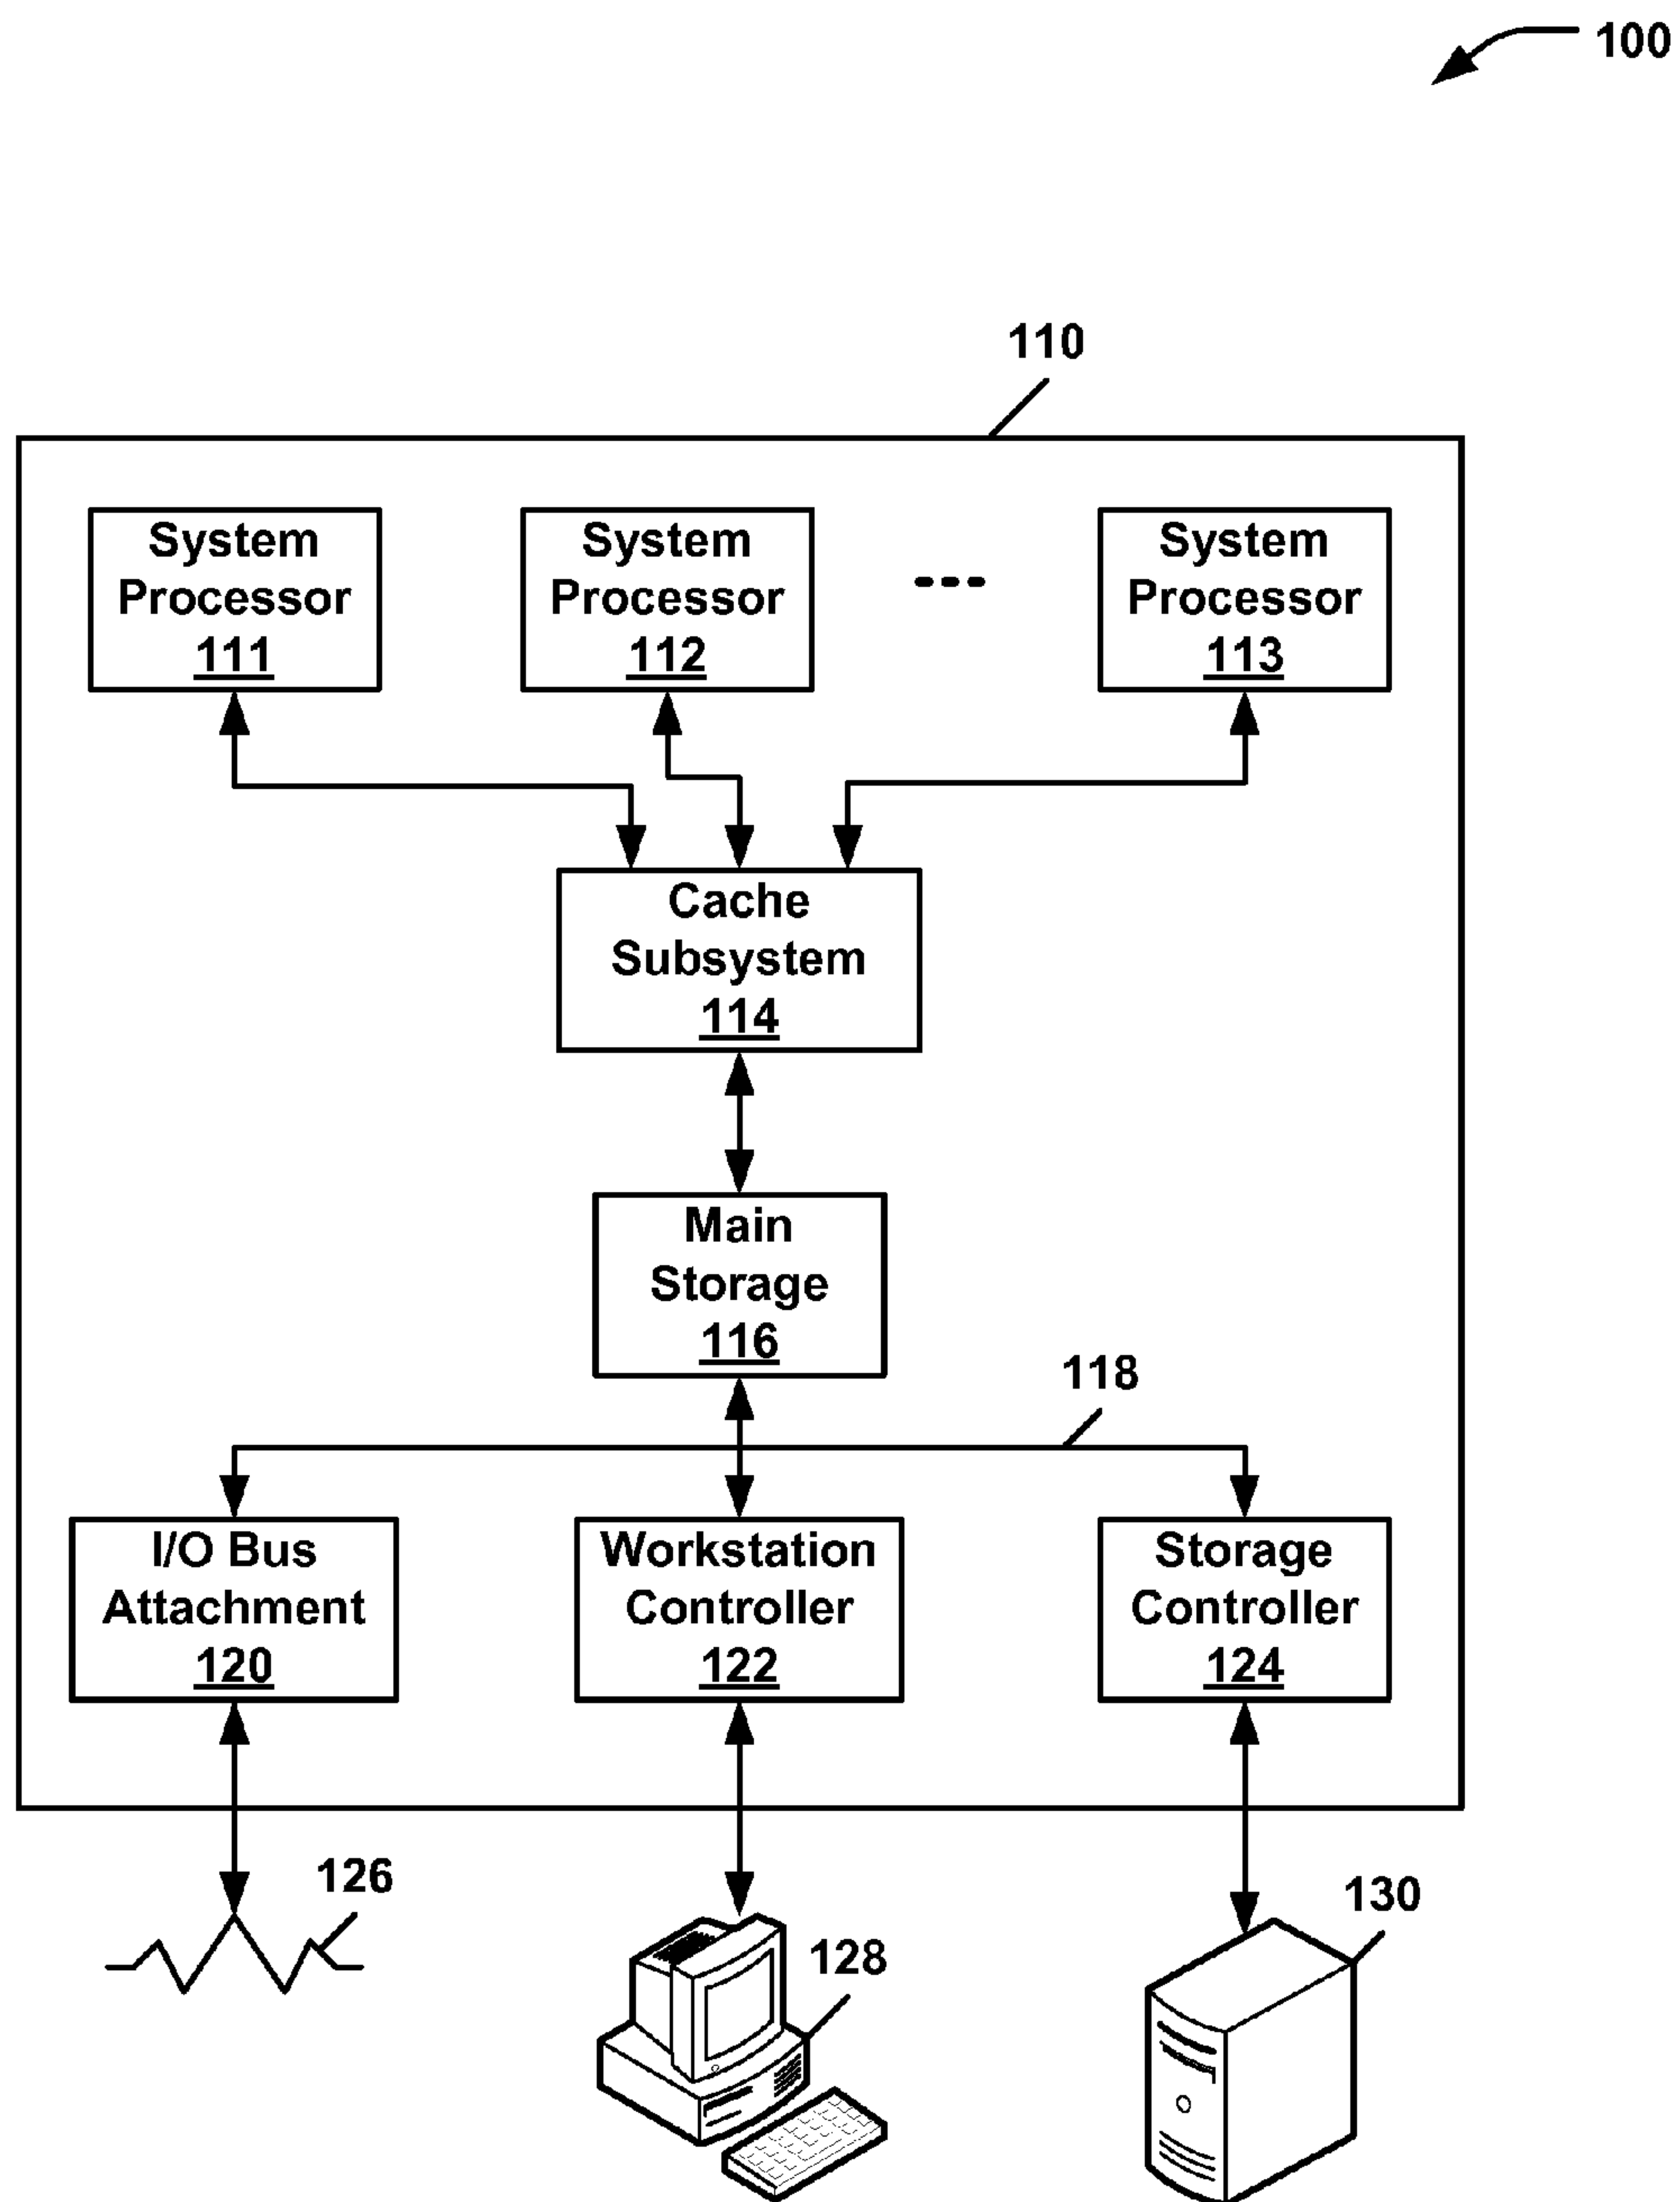 100
110
System
Processor
111
System
Processor
112
System
Processor
113
Cache
Subsystem
114
Main
Storage
116
118
I/O Bus
Attachment
120
Workstation
Controller
122
Storage
Controller
124
126
128
130